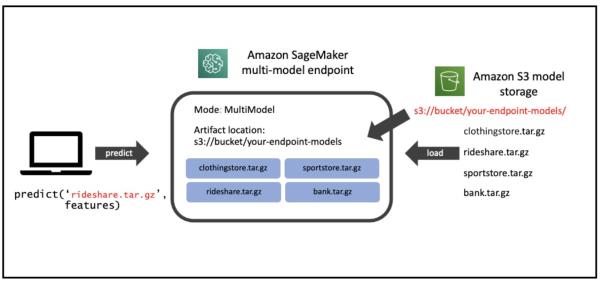 Amazon SageMaker
multi-model endpoint
Amazon S3 model
storage
Mode: MultiModel
s3://bucket/your-endpoint-models/
Artifact location:
s3://bucket/your-endpoint-models
clothingstore.tar.gz
predict
load
rideshare.tar.gz
clothingstore.tar.gz
sportstore.tar.gz
sportstore.tar.gz
rideshare.tar.gz
bank.tar.gz
bank.tar.gz
predict('rideshare.tar.gz',
features)